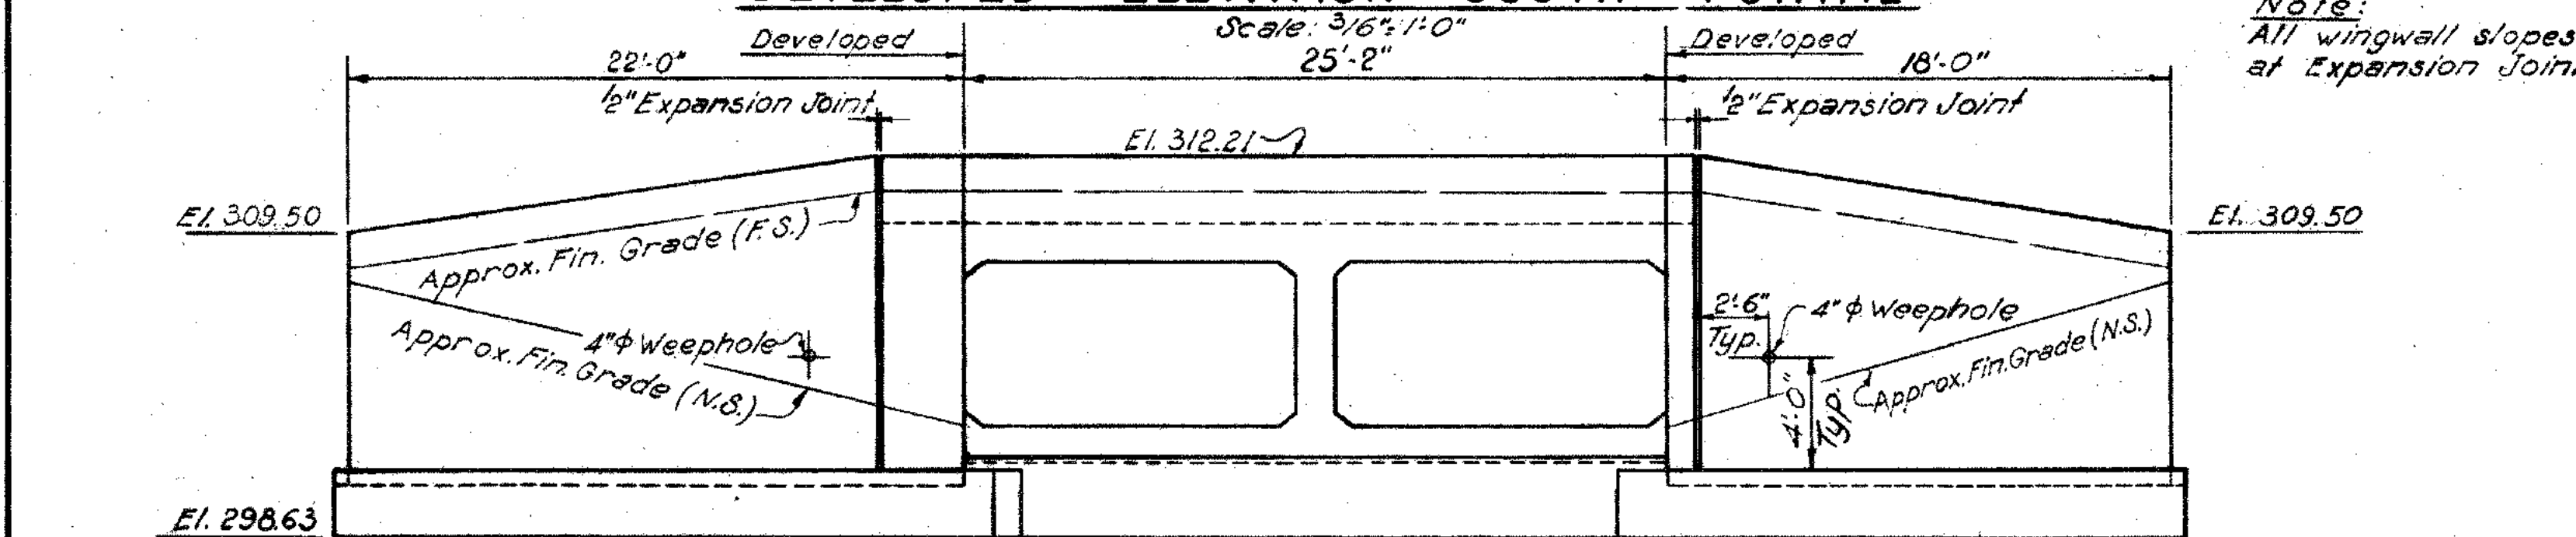 Scale: 3/16"=1'-0"
Note:
All wingwall slopes
at Expansion Join
Developed
Developed
22'-0"
25'-2"
18'-0"
1/2" Expansion Joint
1/2" Expansion Joint
El. 312.21
El. 309.50
El. 309.50
Approx. Fin. Grade (F.S.)
2'-6"
Typ.
4"ϕ Weephole
4"ϕ Weephole
Approx. Fin. Grade (N.S.)
Approx. Fin. Grade (N.S.)
4'-0"
Typ.
El. 298.63